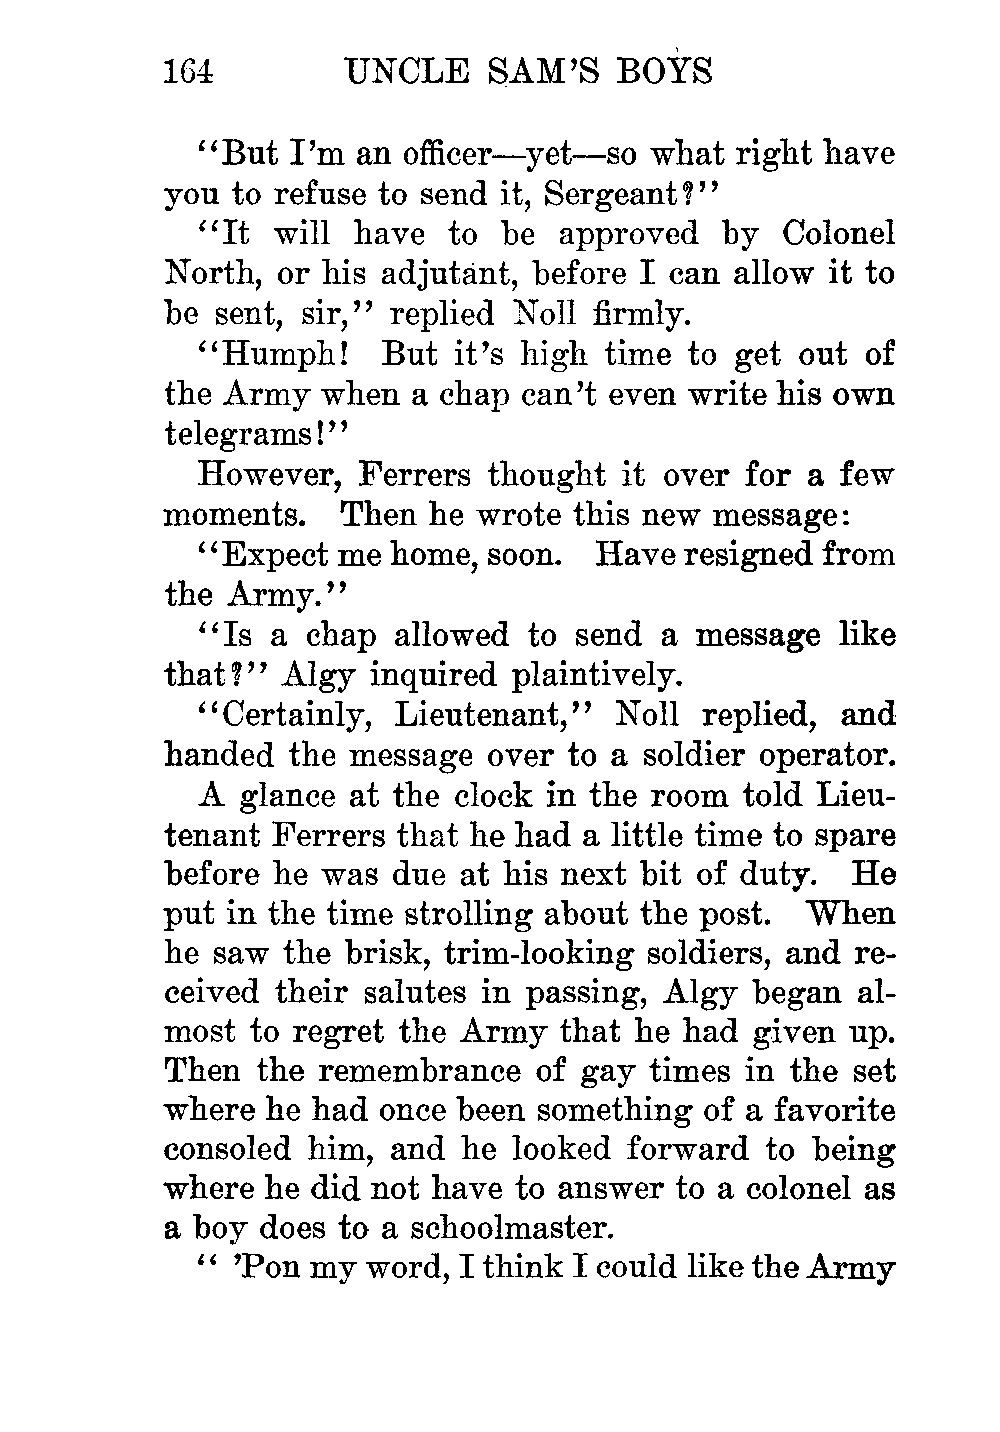 164 UNCLE SAM'S BOYS
"But I'm an officer—yet—so what right have
you to refuse to send it, Sergeant?"
"It will have to be approved by Colonel
North, or his adjutant, before I can allow it to
be sent, sir," replied Noll firmly.
"Humph! But it's high time to get out of
the Army when a chap can't even write his own
telegrams!"
However, Ferrers thought it over for a few
moments. Then he wrote this new message:
"Expect me home, soon. Have resigned from
the Army."
"Is a chap allowed to send a message like
that?" Algy inquired plaintively.
"Certainly, Lieutenant," Noll replied, and
handed the message over to a soldier operator.
A glance at the clock in the room told Lieu-
tenant Ferrers that he had a little time to spare
before he was due at his next bit of duty. He
put in the time strolling about the post. When
he saw the brisk, trim-looking soldiers, and re-
ceived their salutes in passing, Algy began al-
most to regret the Army that he had given up.
Then the remembrance of gay times in the set
where he had once been something of a favorite
consoled him, and he looked forward to being
where he did not have to answer to a colonel as
a boy does to a schoolmaster.
" 'Pon my word, I think I could like the Army